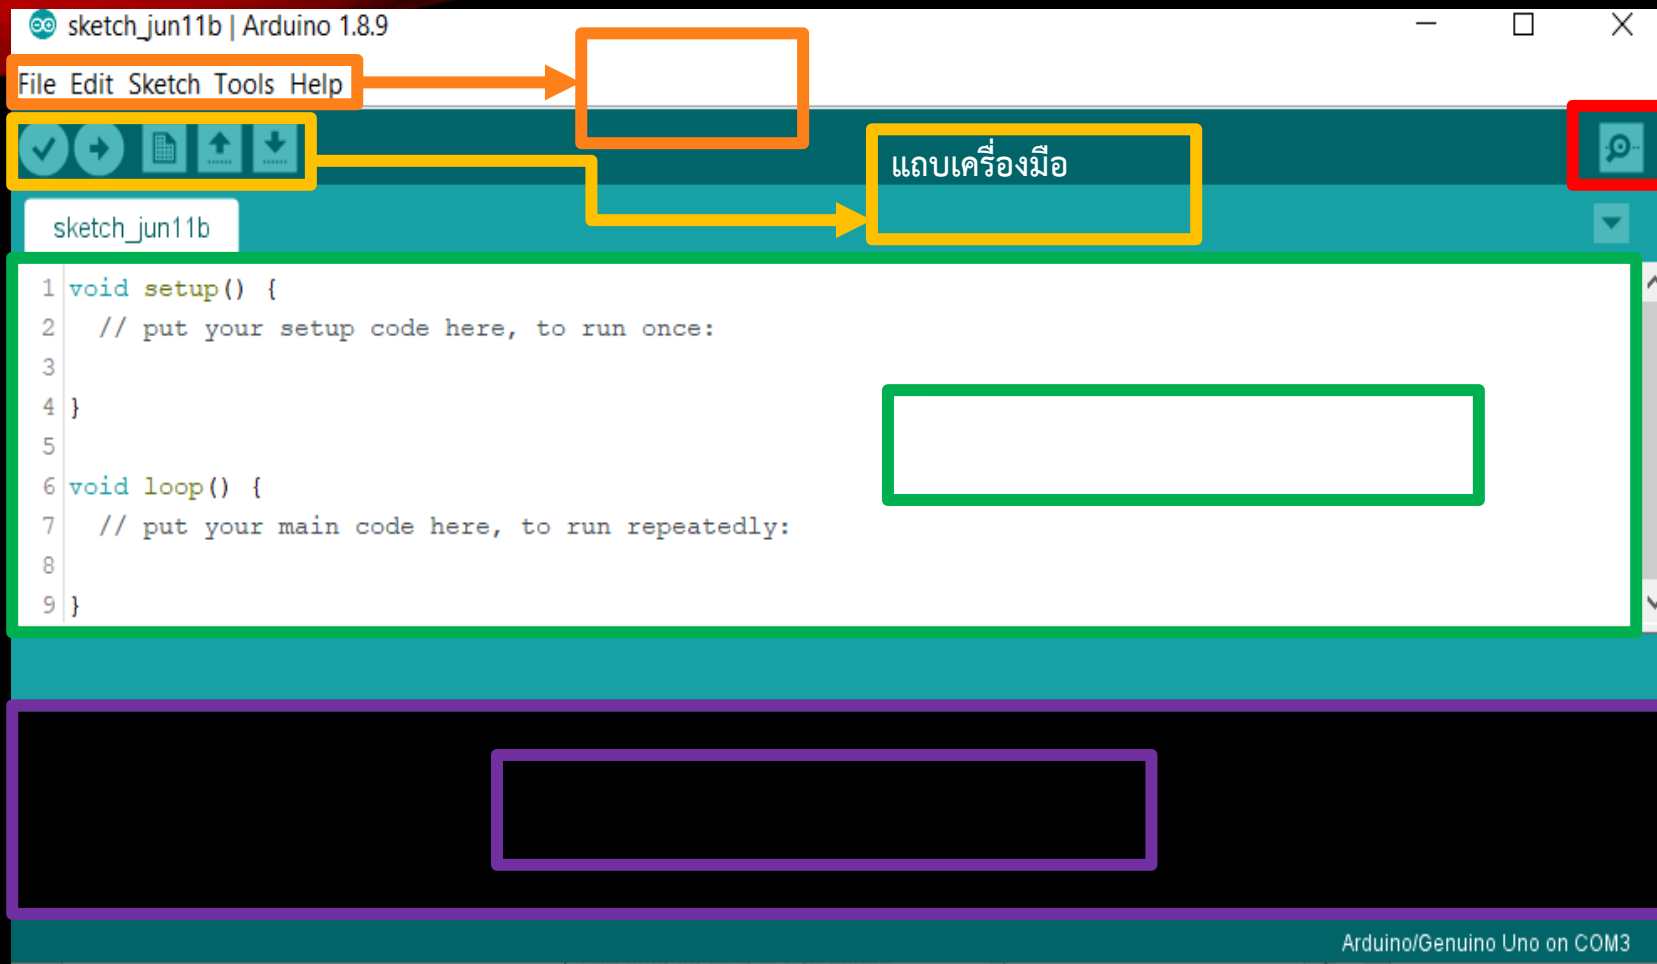 sketch_jun11b | Arduino 1.8.9
File Edit Sketch Tools Help
แถบเครื่องมือ
sketch_jun11b
1 void setup() {
2   // put your setup code here, to run once:
3
4 }
5
6 void loop() {
7   // put your main code here, to run repeatedly:
8
9 }
Arduino/Genuino Uno on COM3